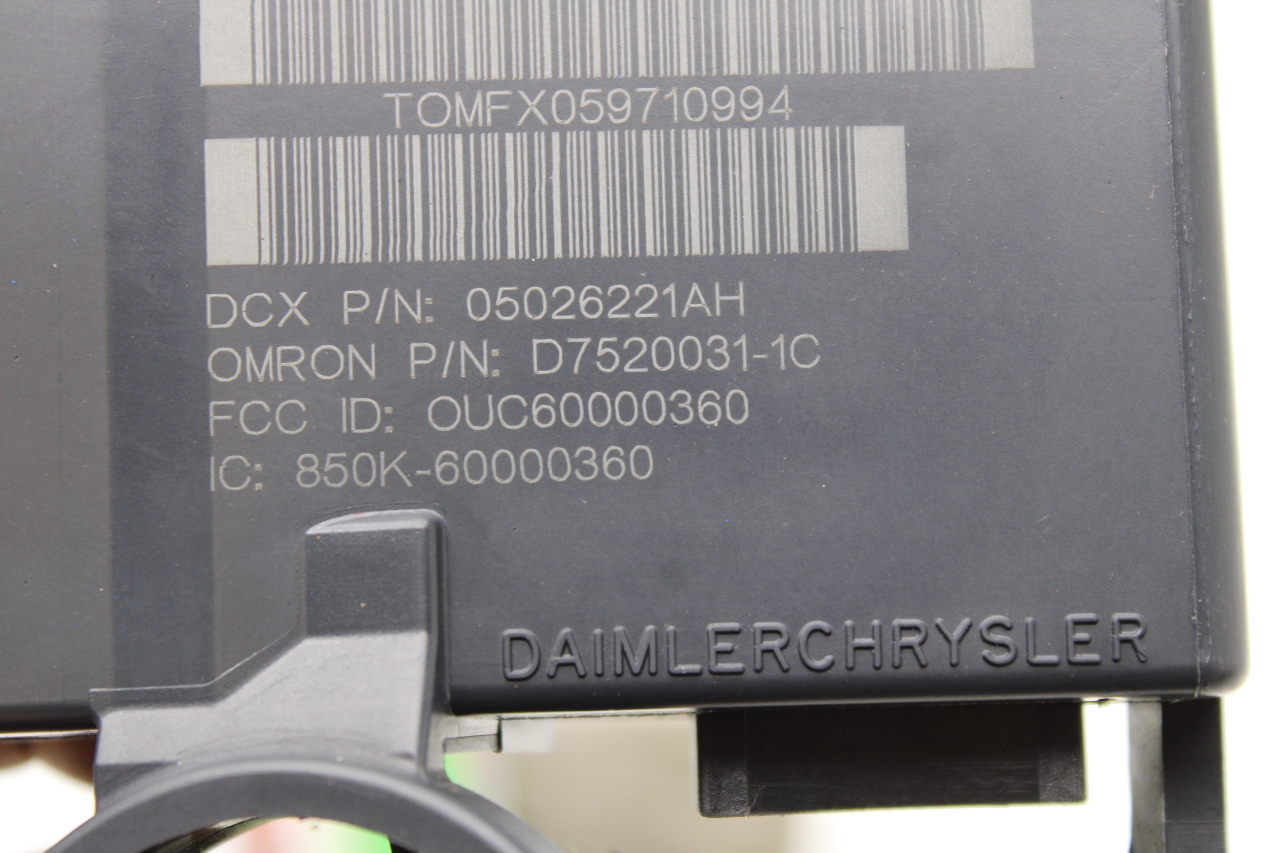 TOMFX059710994
DCX P/N: 05026221AH
OMRON P/N: D7520031-1C
FCC ID: OUC60000360
IC: 850K-60000360
DAIMLERCHRYSLER